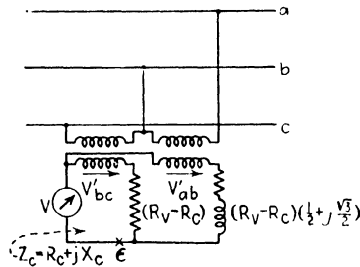 a
b
c
V'bc
V'ab
V
(Rv−Rc)
(Rv−Rc)(½+j √3/2)
Zc=Rc+jXc
ε